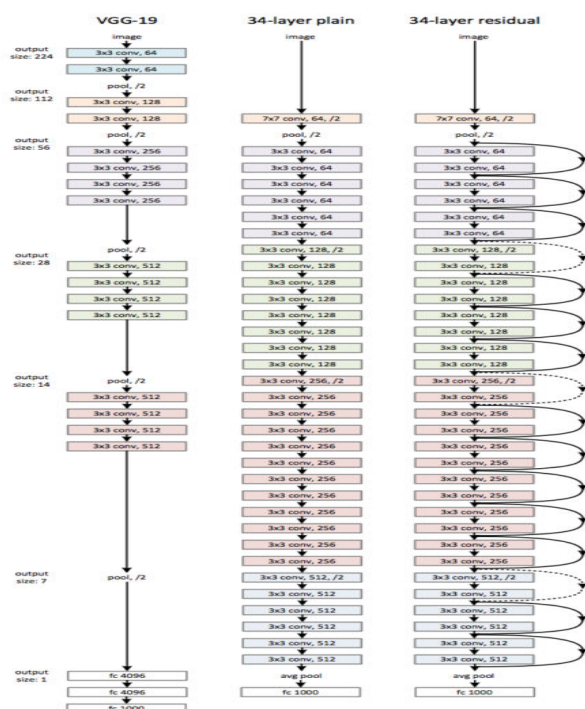 output
size: 224
output
size: 112
output
size: 56
output
size: 28
output
size: 14
output
size: 7
output
size: 1
VGG-19
image
3x3 conv, 64
3x3 conv, 64
pool, /2
3x3 conv, 128
3x3 conv, 128
pool, /2
3x3 conv, 256
3x3 conv, 256
3x3 conv, 256
3x3 conv, 256
pool, /2
3x3 conv, 512
3x3 conv, 512
3x3 conv, 512
3x3 conv, 512
pool, /2
3x3 conv, 512
3x3 conv, 512
3x3 conv, 512
3x3 conv, 512
pool, /2
fc 4096
fc 4096
fc 1000
34-layer plain
image
7x7 conv, 64, /2
pool, /2
3x3 conv, 64
3x3 conv, 64
3x3 conv, 64
3x3 conv, 64
3x3 conv, 64
3x3 conv, 64
3x3 conv, 128, /2
3x3 conv, 128
3x3 conv, 128
3x3 conv, 128
3x3 conv, 128
3x3 conv, 128
3x3 conv, 128
3x3 conv, 128
3x3 conv, 256, /2
3x3 conv, 256
3x3 conv, 256
3x3 conv, 256
3x3 conv, 256
3x3 conv, 256
3x3 conv, 256
3x3 conv, 256
3x3 conv, 256
3x3 conv, 256
3x3 conv, 256
3x3 conv, 256
3x3 conv, 512, /2
3x3 conv, 512
3x3 conv, 512
3x3 conv, 512
3x3 conv, 512
3x3 conv, 512
avg pool
fc 1000
34-layer residual
image
7x7 conv, 64, /2
pool, /2
3x3 conv, 64
3x3 conv, 64
3x3 conv, 64
3x3 conv, 64
3x3 conv, 64
3x3 conv, 64
3x3 conv, 128, /2
3x3 conv, 128
3x3 conv, 128
3x3 conv, 128
3x3 conv, 128
3x3 conv, 128
3x3 conv, 128
3x3 conv, 128
3x3 conv, 256, /2
3x3 conv, 256
3x3 conv, 256
3x3 conv, 256
3x3 conv, 256
3x3 conv, 256
3x3 conv, 256
3x3 conv, 256
3x3 conv, 256
3x3 conv, 256
3x3 conv, 256
3x3 conv, 256
3x3 conv, 512, /2
3x3 conv, 512
3x3 conv, 512
3x3 conv, 512
3x3 conv, 512
3x3 conv, 512
avg pool
fc 1000